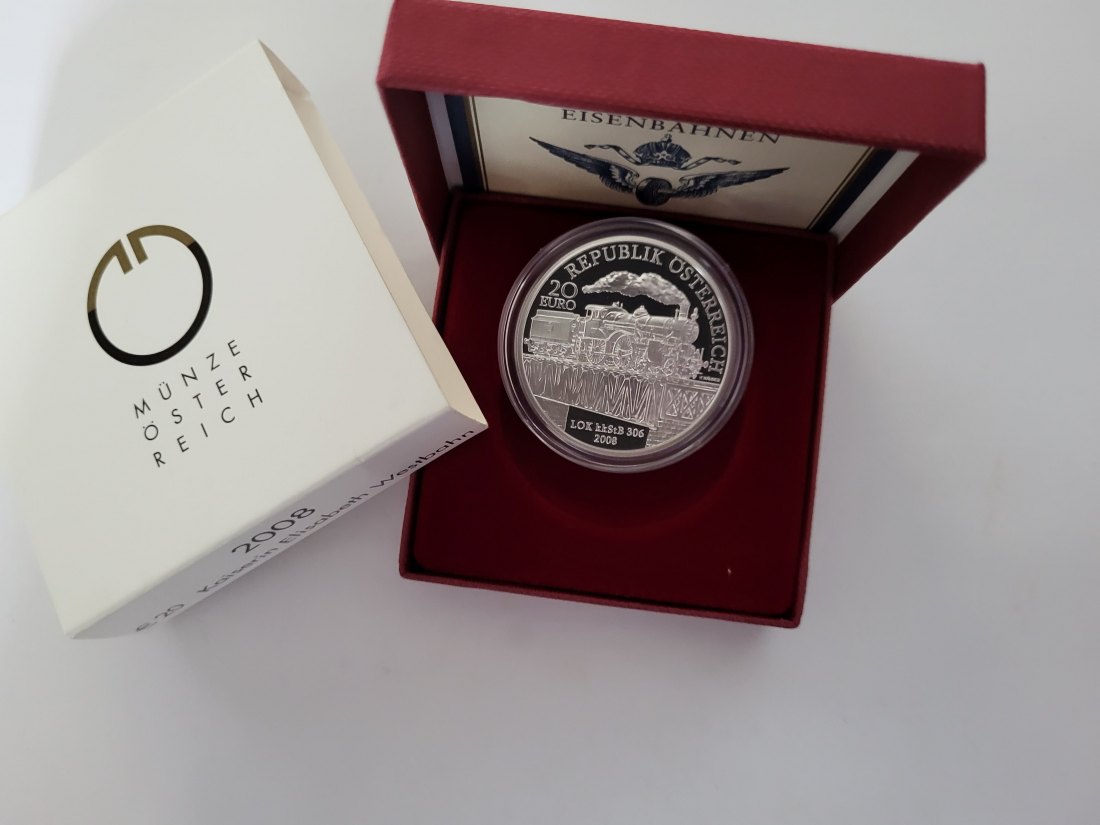 MÜNZE
ÖSTER
REICH
2008
€ 20 Kaiserin Elisabeth Westbahn
EISENBAHNEN
REPUBLIK ÖSTERREICH
20
EURO
LOK kkStB 306
2008